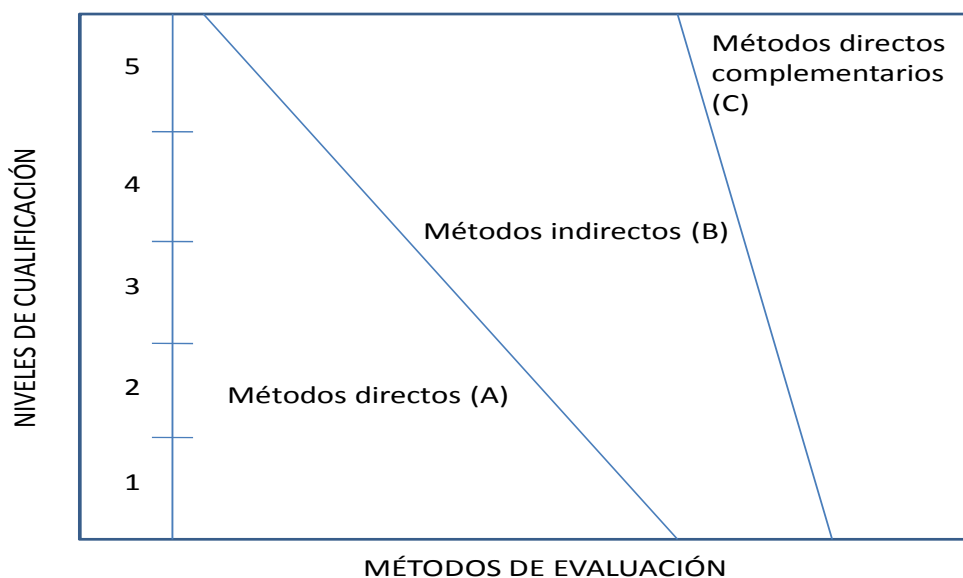 NIVELES DE CUALIFICACIÓN
5
4
3
2
1
Métodos directos
complementarios
(C)
Métodos indirectos (B)
Métodos directos (A)
MÉTODOS DE EVALUACIÓN